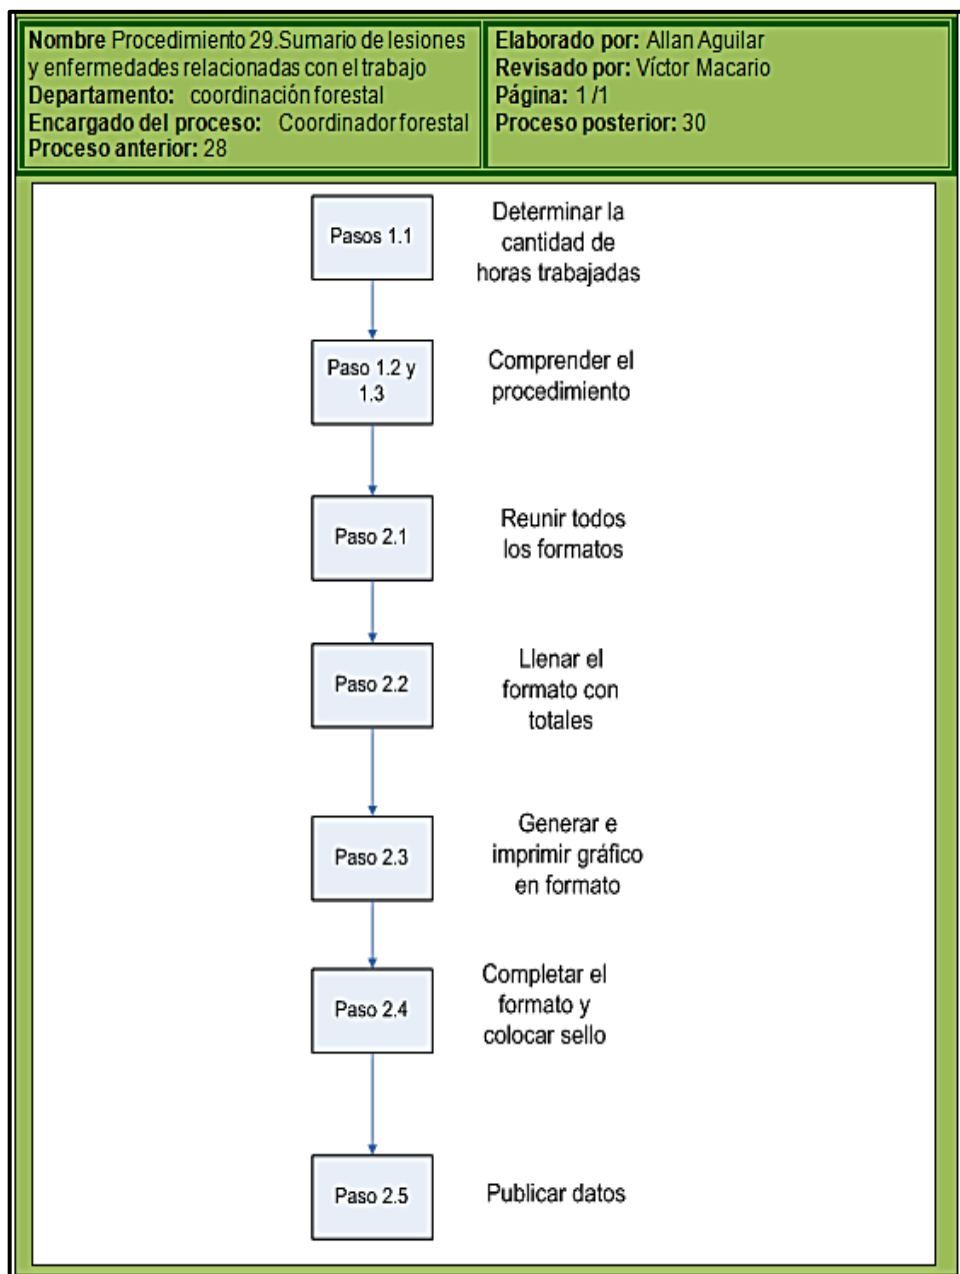 Nombre Procedimiento 29.Sumario de lesiones
y enfermedades relacionadas con el trabajo
Departamento: coordinación forestal
Encargado del proceso: Coordinador forestal
Proceso anterior: 28
Elaborado por: Allan Aguilar
Revisado por: Víctor Macario
Página: 1 /1
Proceso posterior: 30
Pasos 1.1
Determinar la
cantidad de
horas trabajadas
Paso 1.2 y
1.3
Comprender el
procedimiento
Paso 2.1
Reunir todos
los formatos
Paso 2.2
Llenar el
formato con
totales
Paso 2.3
Generar e
imprimir gráfico
en formato
Paso 2.4
Completar el
formato y
colocar sello
Paso 2.5
Publicar datos